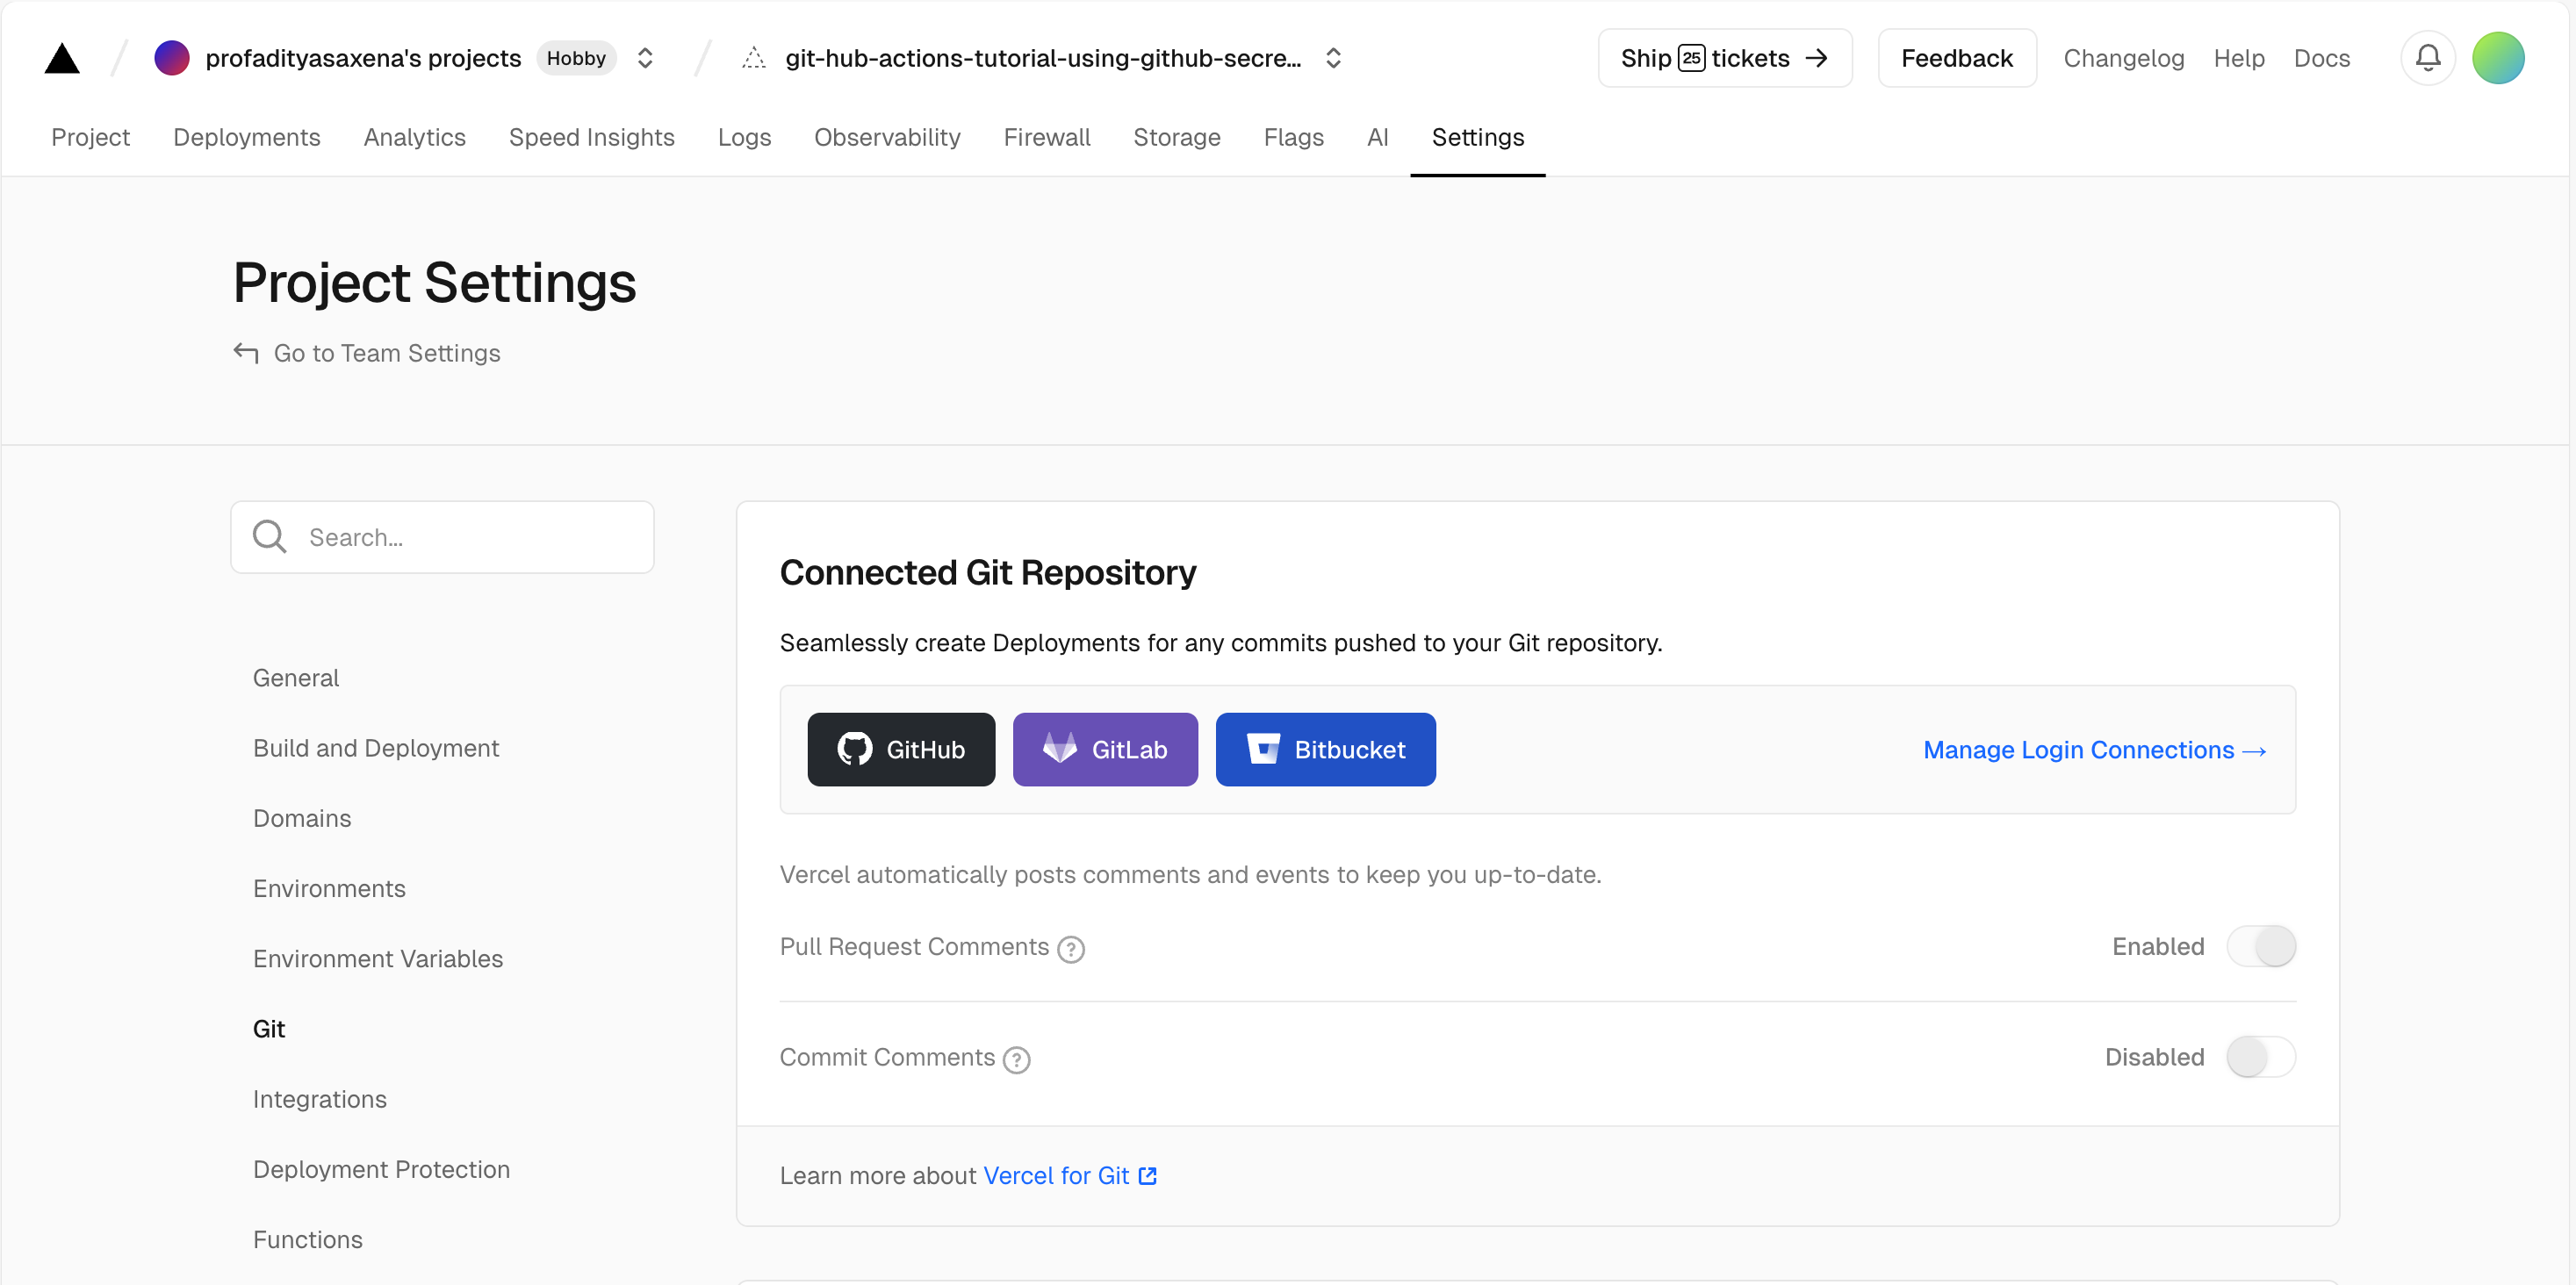 profadityasaxena's projects Hobby git-hub-actions-tutorial-using-github-secre... Ship 25 tickets → Feedback Changelog Help Docs
Project Deployments Analytics Speed Insights Logs Observability Firewall Storage Flags AI Settings
Project Settings
Go to Team Settings
Search...
General
Build and Deployment
Domains
Environments
Environment Variables
Git
Integrations
Deployment Protection
Functions
Connected Git Repository
Seamlessly create Deployments for any commits pushed to your Git repository.
GitHub GitLab Bitbucket Manage Login Connections →
Vercel automatically posts comments and events to keep you up-to-date.
Pull Request Comments ? Enabled
Commit Comments ? Disabled
Learn more about Vercel for Git